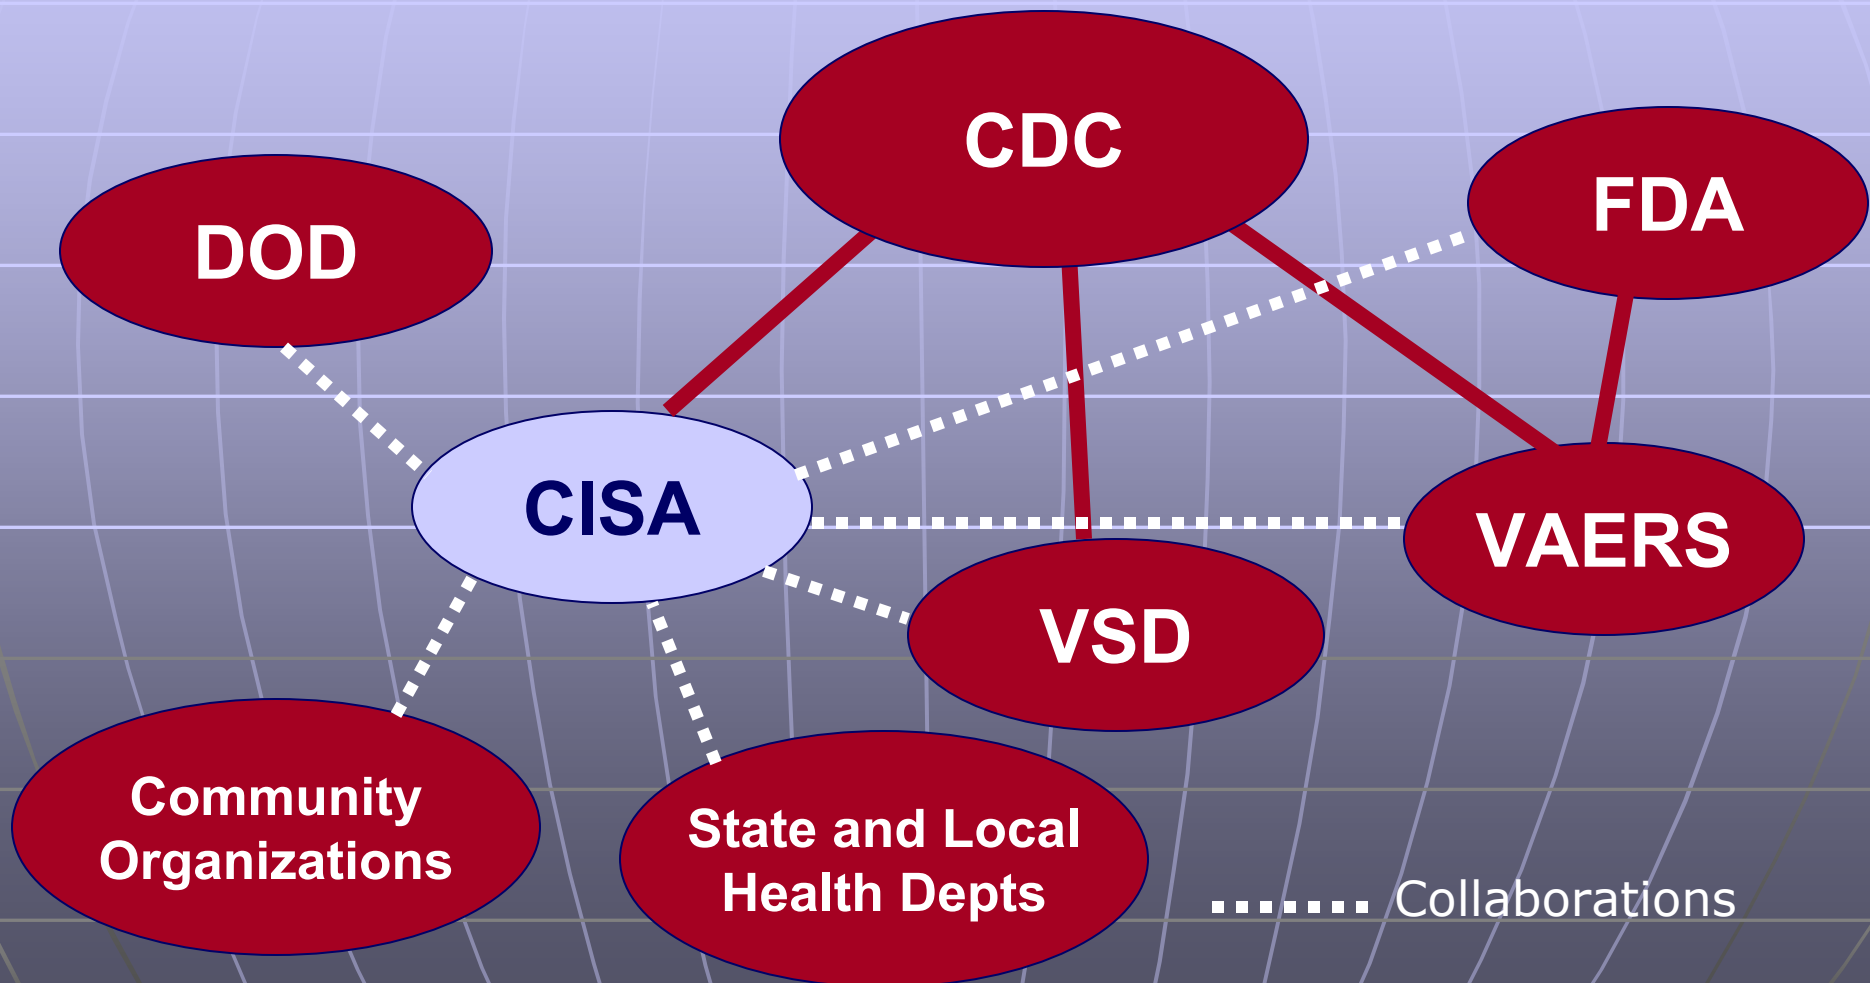 CDC
FDA
DOD
CISA
VAERS
VSD
Community
Organizations
State and Local
Health Depts
Collaborations